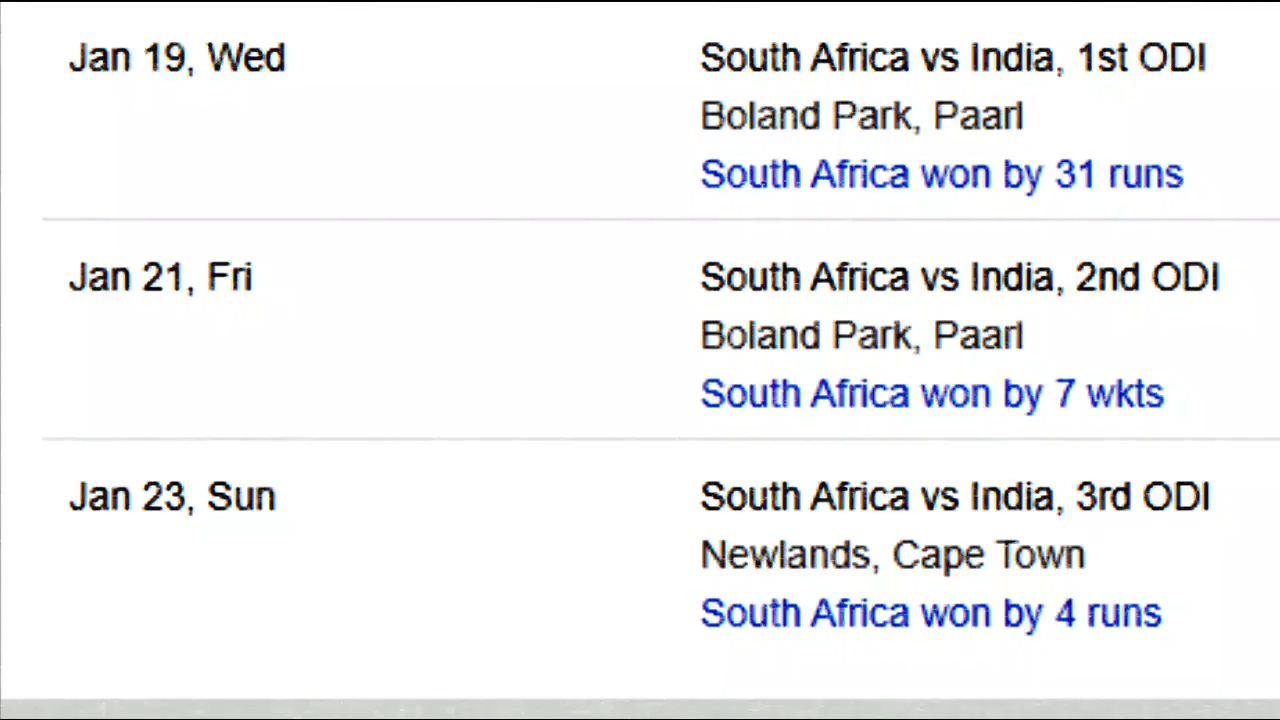 Jan 19, Wed
South Africa vs India, 1st ODI
Boland Park, Paarl
South Africa won by 31 runs
Jan 21, Fri
South Africa vs India, 2nd ODI
Boland Park, Paarl
South Africa won by 7 wkts
Jan 23, Sun
South Africa vs India, 3rd ODI
Newlands, Cape Town
South Africa won by 4 runs